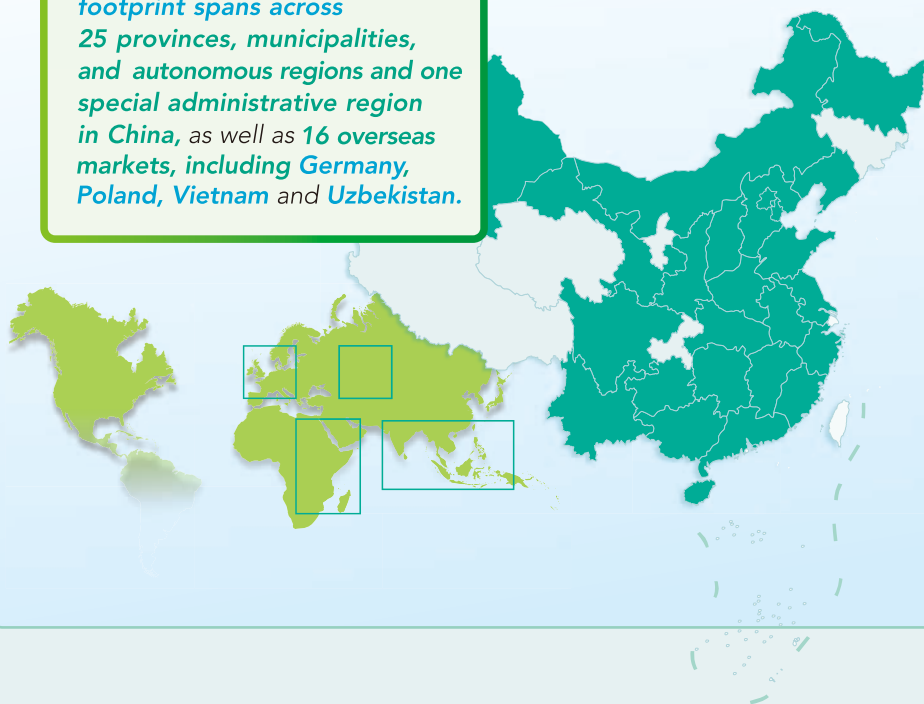 footprint spans across
25 provinces, municipalities,
and autonomous regions and one
special administrative region
in China, as well as 16 overseas
markets, including Germany,
Poland, Vietnam and Uzbekistan.